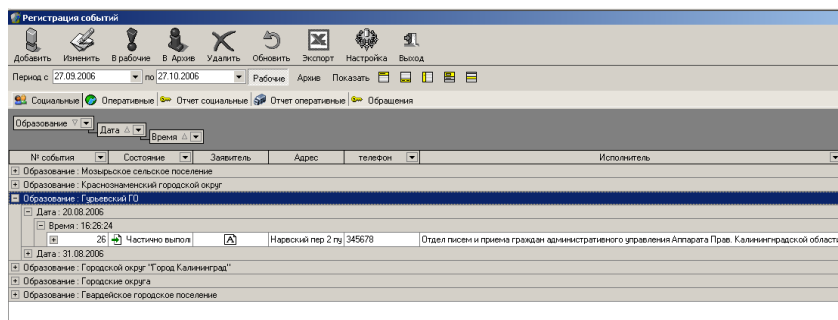 Регистрация событий
Добавить Изменить В рабочие В Архив Удалить Обновить Экспорт Настройка Выход
Период с 27.09.2006 по 27.10.2006 Рабочие Архив Показать
Социальные Оперативные Отчет социальные Отчет оперативные Обращения
Образование
Дата
Время
№ события Состояние Заявитель Адрес телефон Исполнитель
Образование : Мозырьское сельское поселение
Образование : Краснознаменский городской округ
Образование : Гурьевский ГО
Дата : 20.08.2006
Время : 16:26:24
26 Частично выполн Нарвский пер 2 пу 345678 Отдел писем и приема граждан административного управления Аппарата Прав. Калинингнрадской области
Дата : 31.08.2006
Образование : Городской округ "Город Калининград"
Образование : Городские округа
Образование : Гвардейское городское поселение